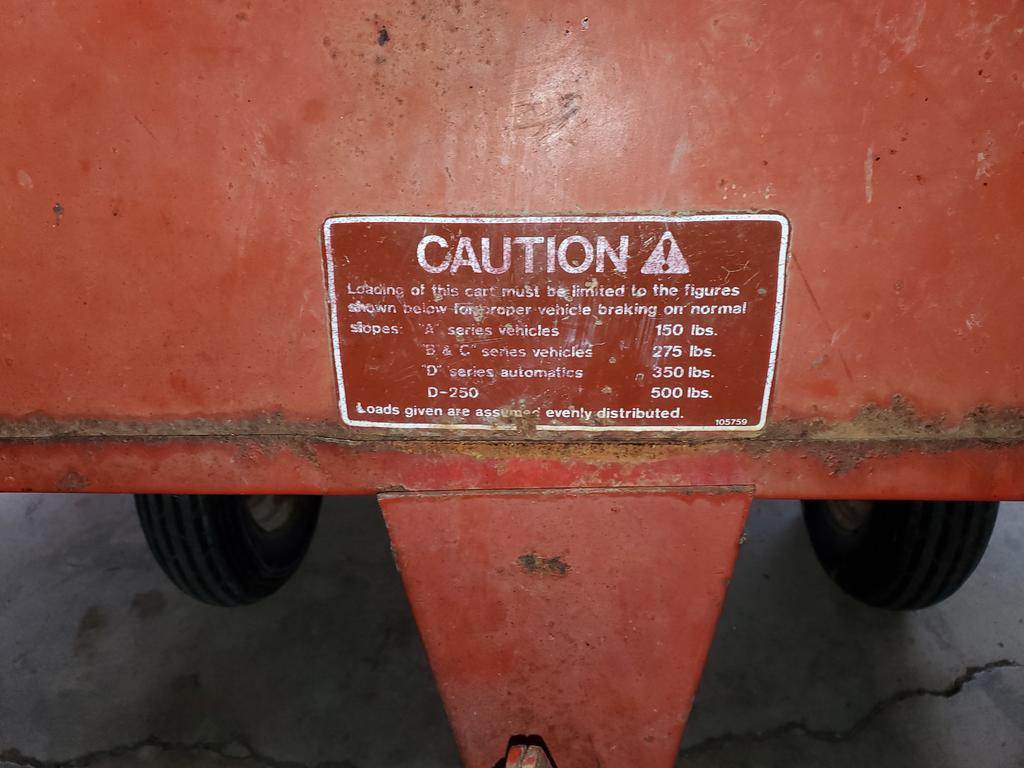 CAUTION
Loading of this cart must be limited to the figures
shown below for proper vehicle braking on normal
slopes: "A" series vehicles 150 lbs.
"B & C" series vehicles 275 lbs.
"D" series automatics 350 lbs.
D-250 500 lbs.
Loads given are assumed evenly distributed.
105759